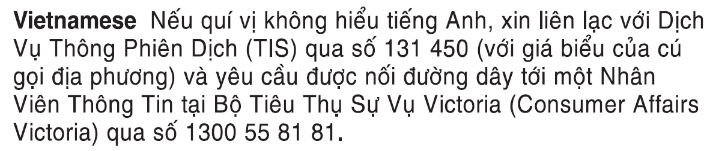 Vietnamese Nếu quí vị không hiểu tiếng Anh, xin liên lạc với Dịch
Vụ Thông Phiên Dịch (TIS) qua số 131 450 (với giá biểu của cú
gọi địa phương) và yêu cầu được nối đường dây tới một Nhân
Viên Thông Tin tại Bộ Tiêu Thụ Sự Vụ Victoria (Consumer Affairs
Victoria) qua số 1300 55 81 81.